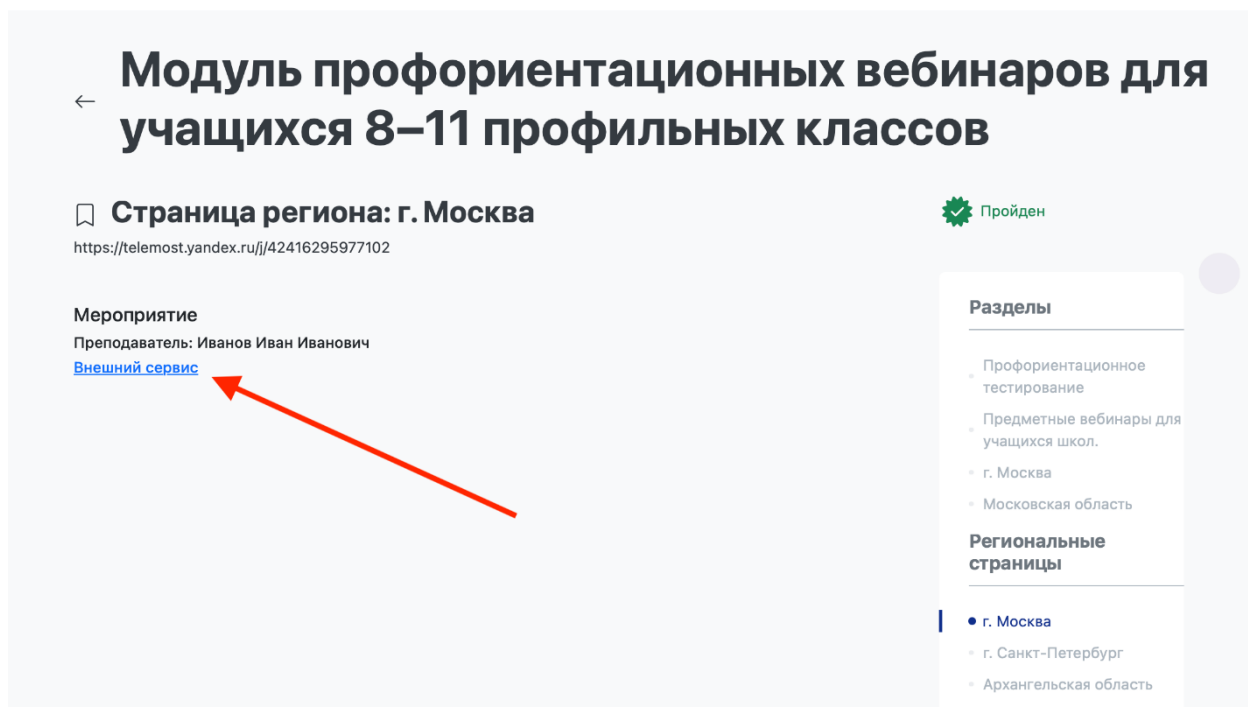 Модуль профориентационных вебинаров для
учащихся 8–11 профильных классов
Страница региона: г. Москва
https://telemost.yandex.ru/j/42416295977102
Пройден
Мероприятие
Преподаватель: Иванов Иван Иванович
Внешний сервис
Разделы
Профориентационное
тестирование
Предметные вебинары для
учащихся школ.
г. Москва
Московская область
Региональные
страницы
г. Москва
г. Санкт-Петербург
Архангельская область